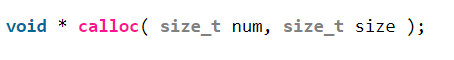 void * calloc( size_t num, size_t size );